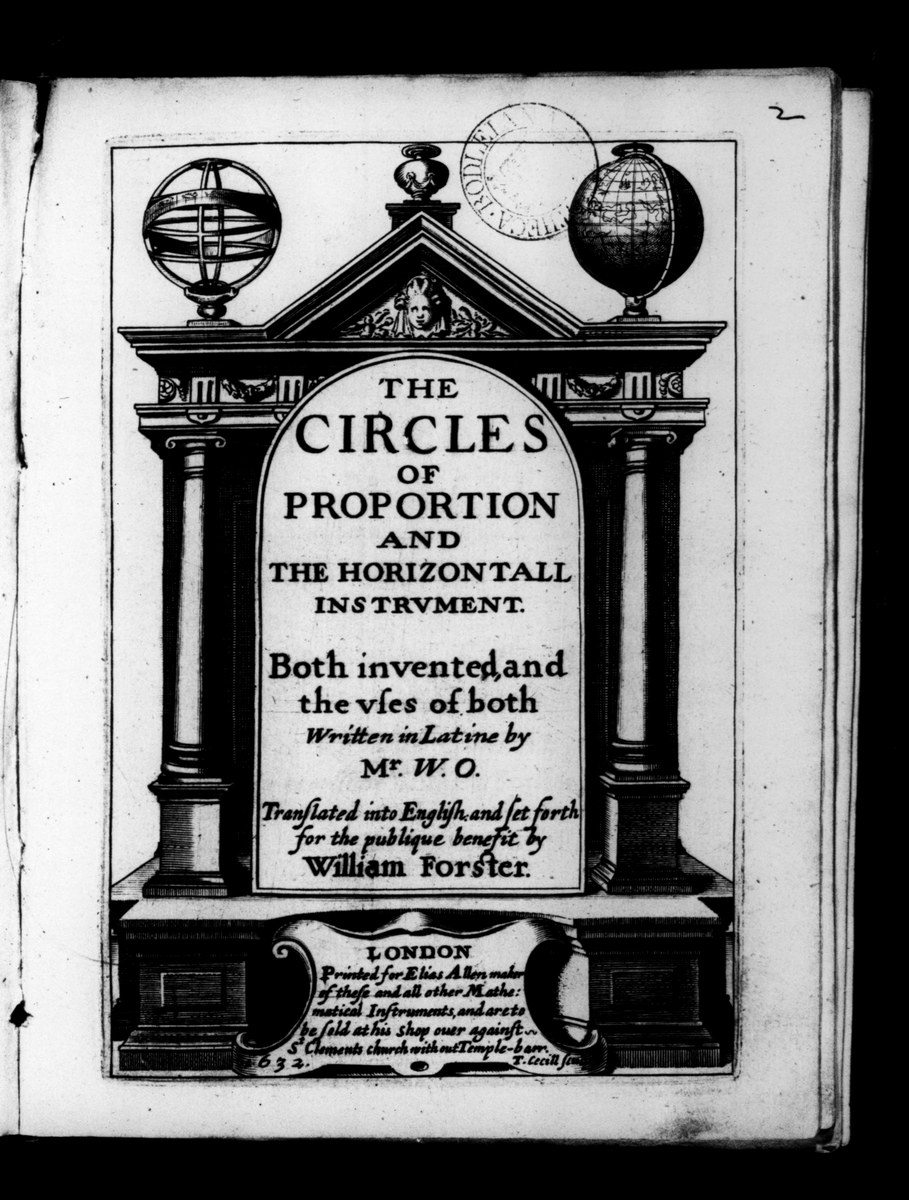 2
BODLEIANA
THE
CIRCLES
OF
PROPORTION
AND
THE HORIZONTALL
INSTRVMENT.
Both invented, and
the vſes of both
Written in Latine by
Mr. W. O.
Tranſlated into Engliſh: and ſet forth
for the publique benefit by
William Forster.
LONDON
Printed for Elias Allen maker
of theſe and all other Mathe:
matical Inſtruments, and are to
be ſold at his shop ouer againſt
St Clements church with out Temple-barr.
632. T. Cecill ſculp